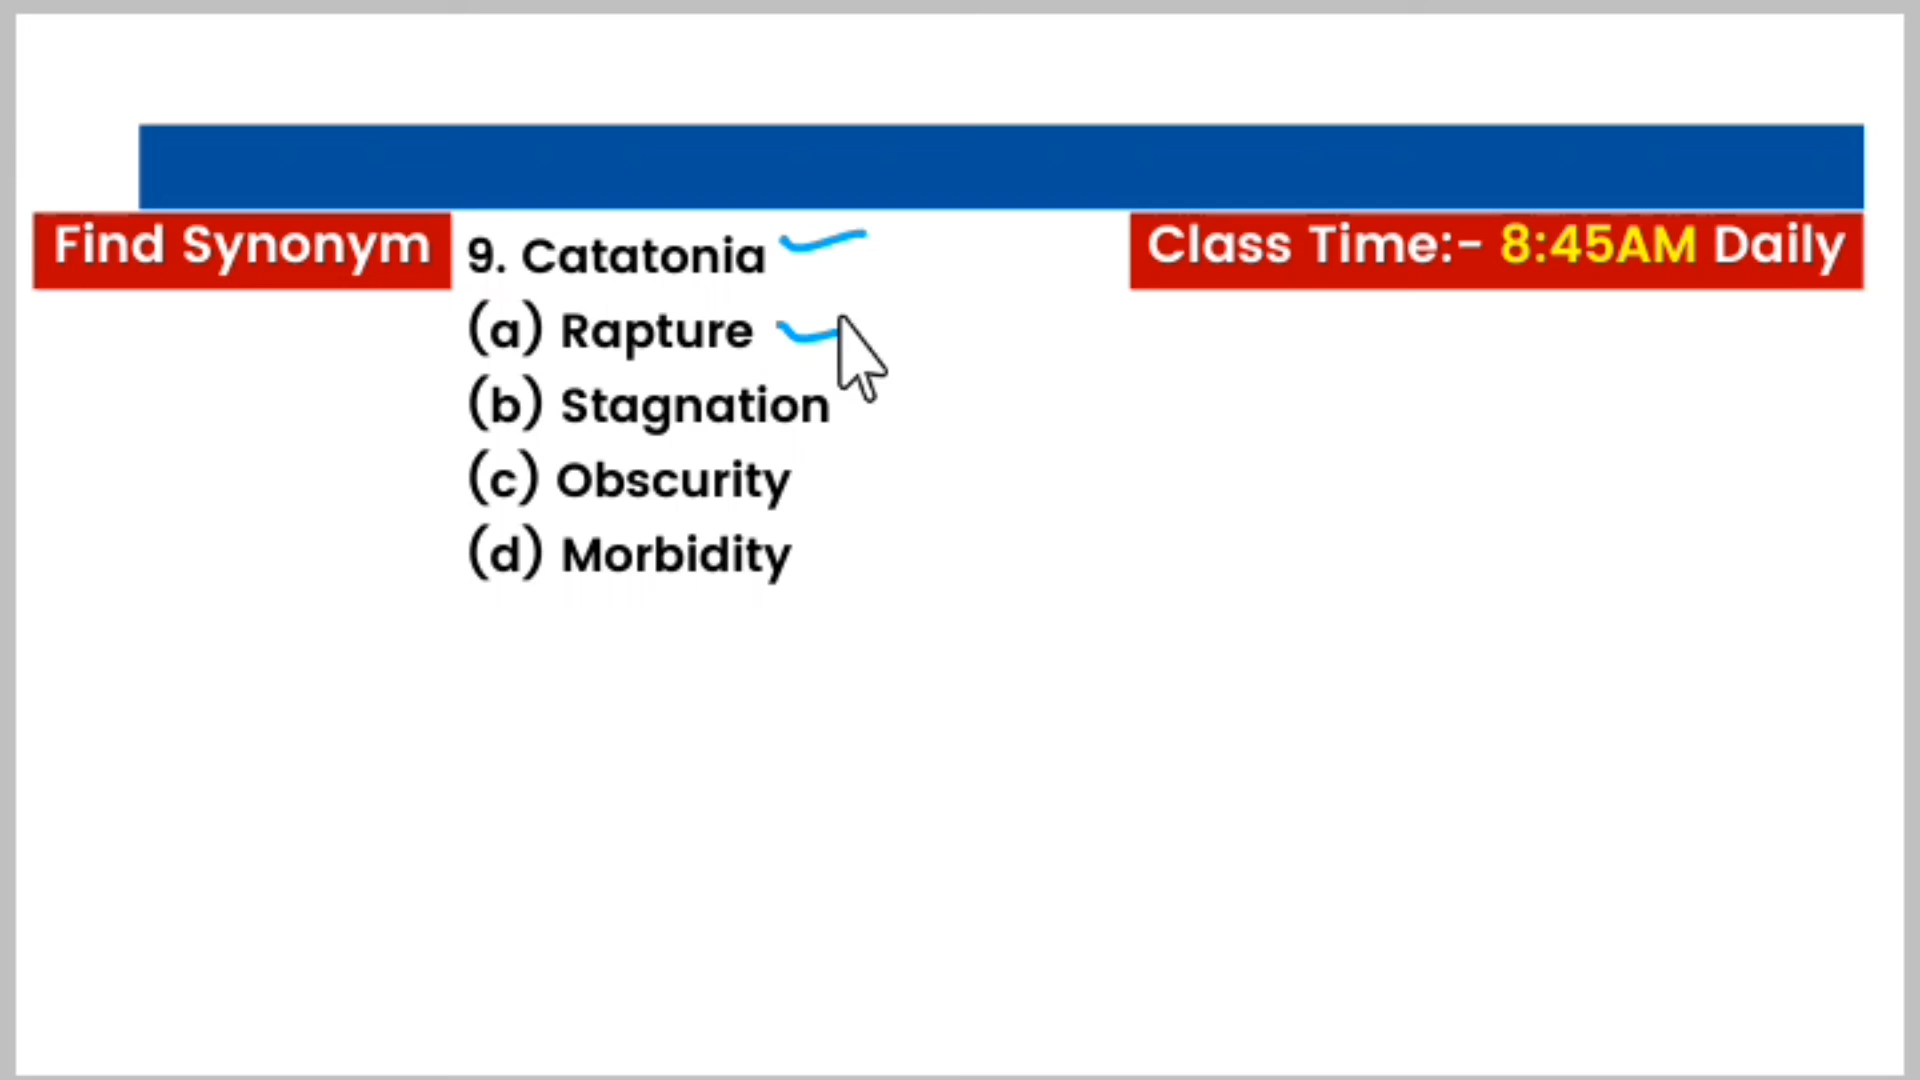 Find Synonym
9. Catatonia
Class Time:- 8:45AM Daily
(a) Rapture
(b) Stagnation
(c) Obscurity
(d) Morbidity